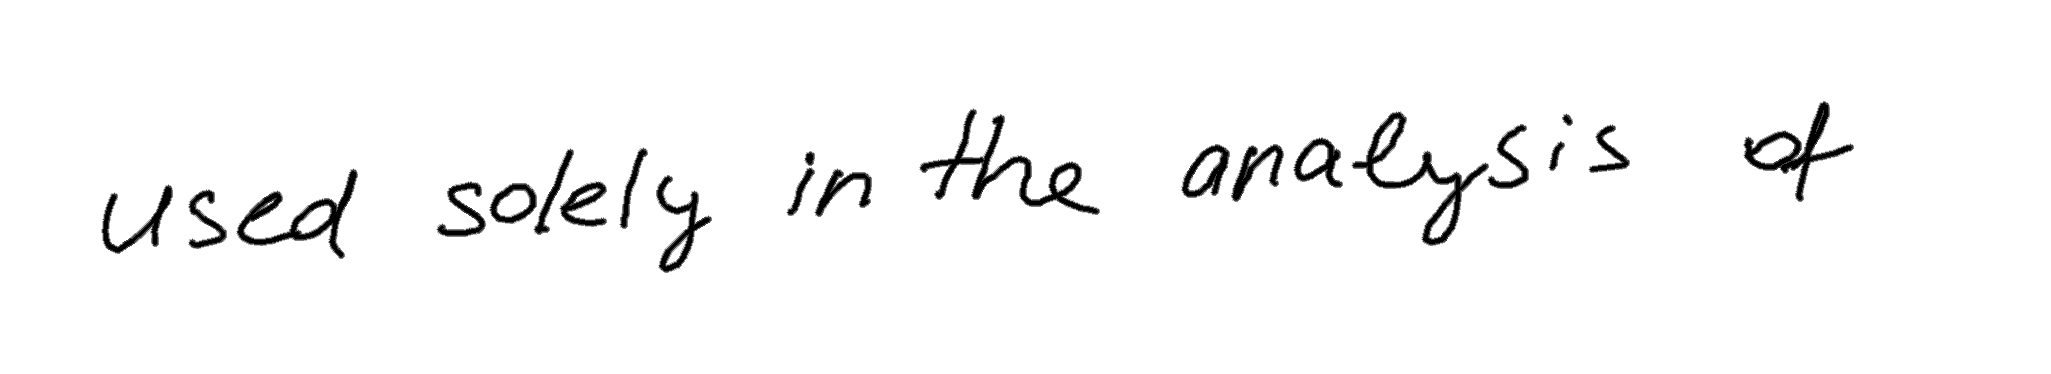 used solely in the analysis of